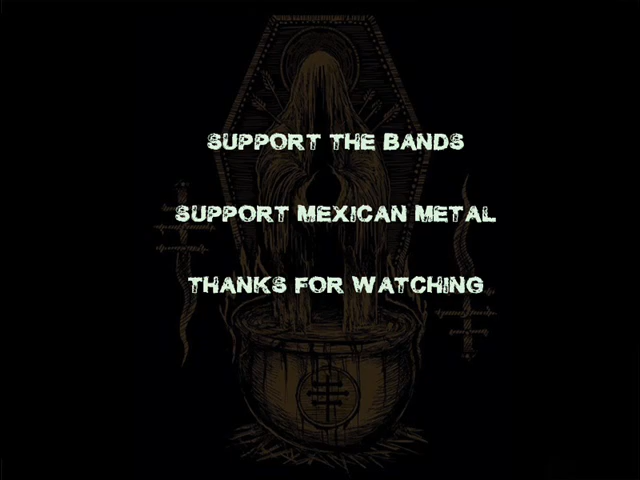 SUPPORT THE BANDS
SUPPORT MEXICAN METAL
THANKS FOR WATCHING